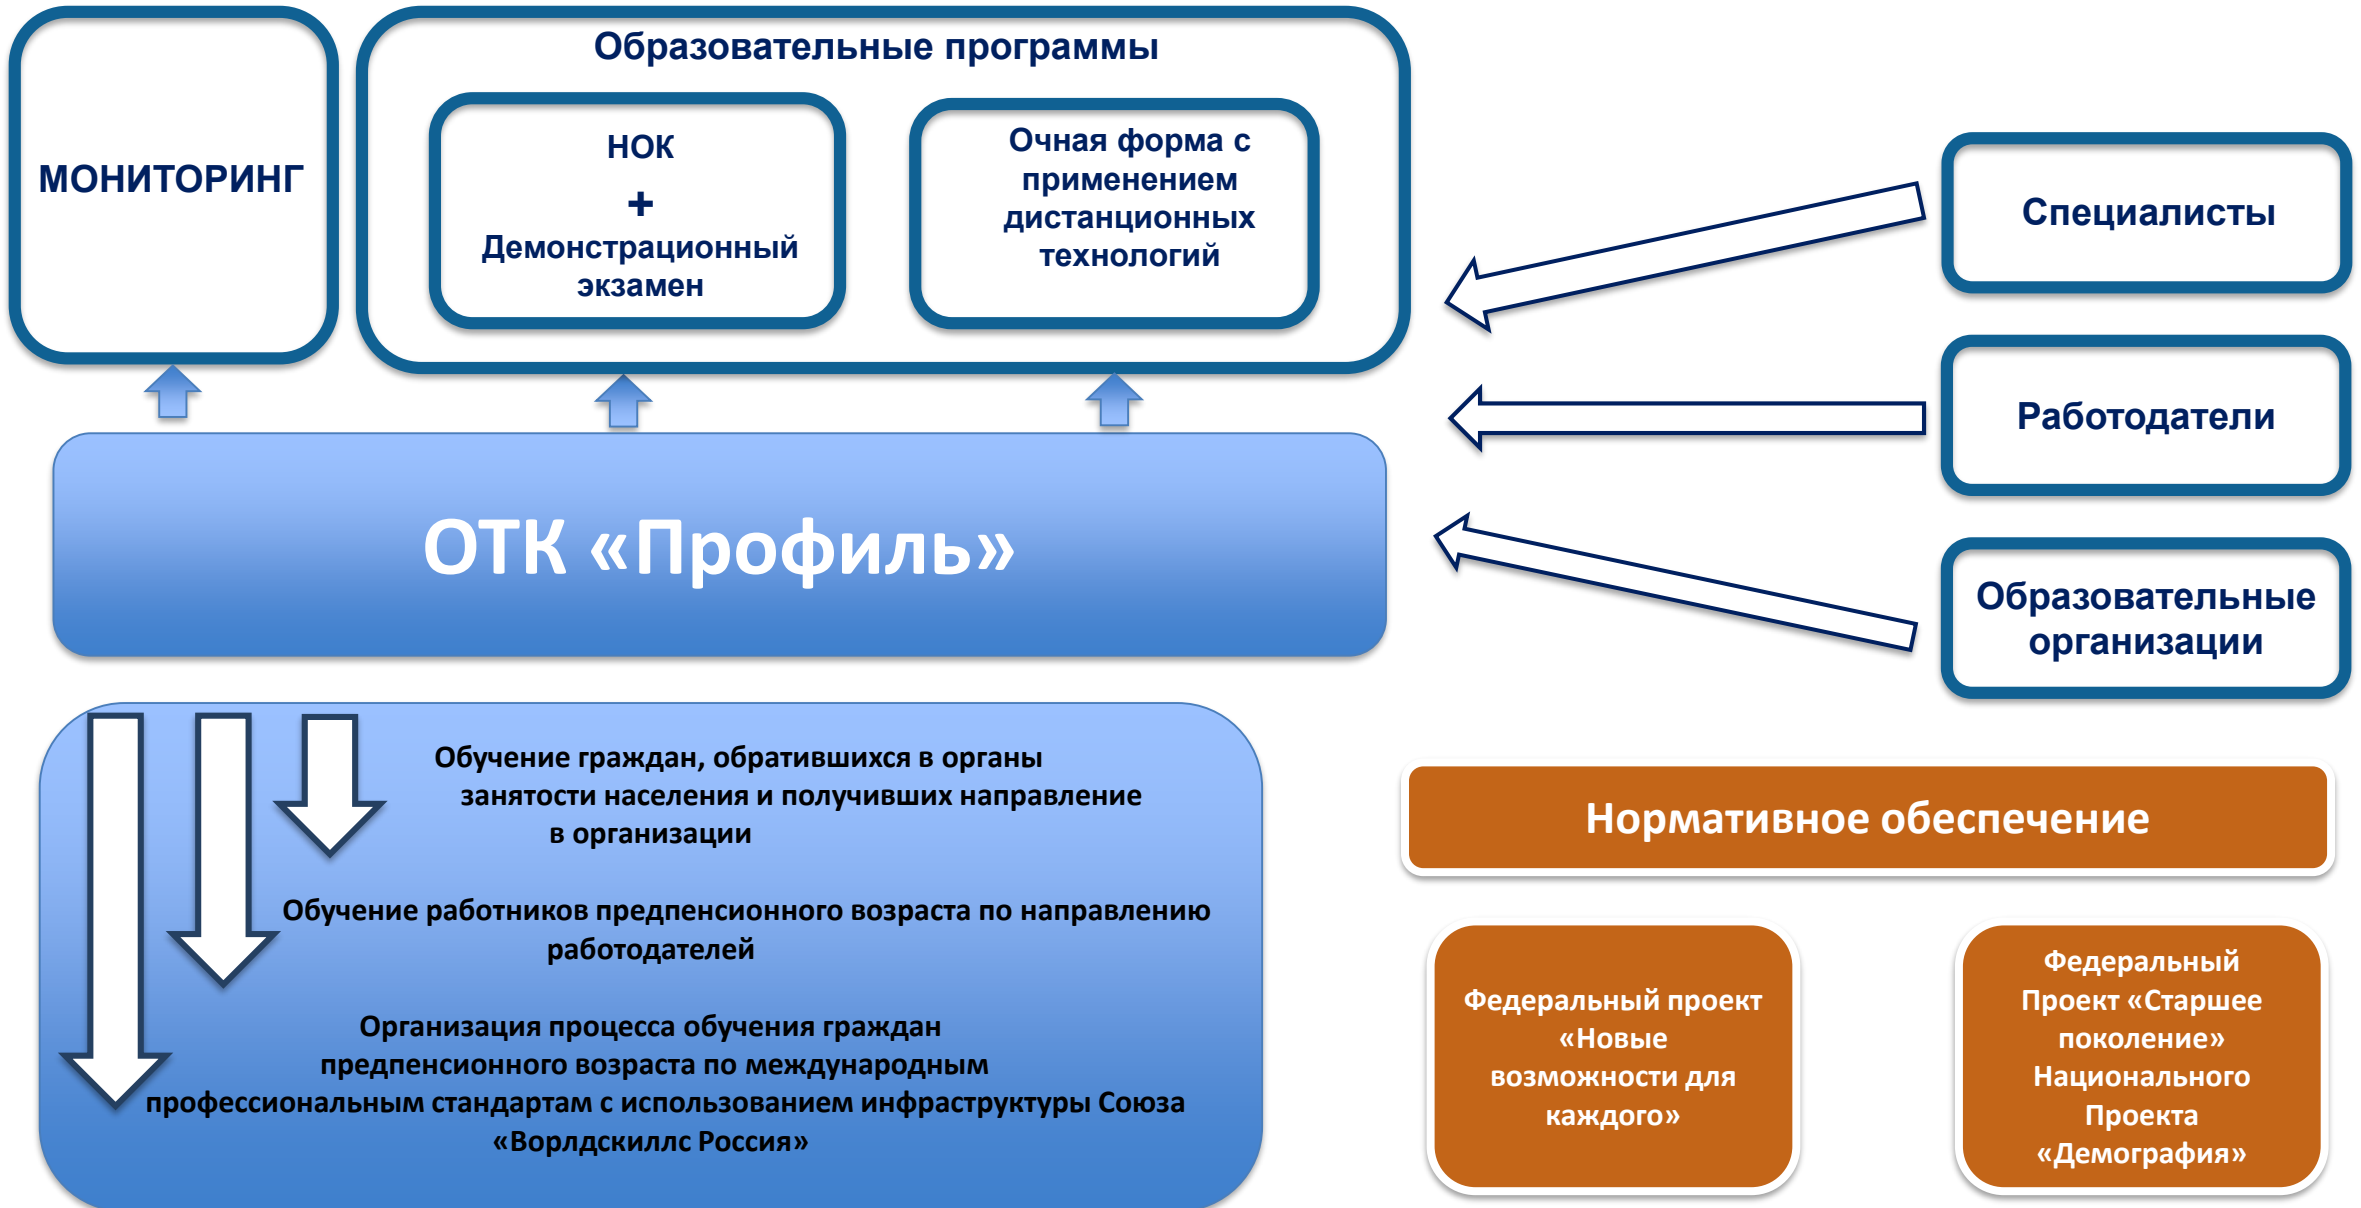 МОНИТОРИНГ
Образовательные программы
НОК
+
Демонстрационный
экзамен
Очная форма с
применением
дистанционных
технологий
Специалисты
Работодатели
Образовательные
организации
ОТК «Профиль»
Обучение граждан, обратившихся в органы
занятости населения и получивших направление
в организации
Обучение работников предпенсионного возраста по направлению
работодателей
Организация процесса обучения граждан
предпенсионного возраста по международным
профессиональным стандартам с использованием инфраструктуры Союза
«Ворлдскиллс Россия»
Нормативное обеспечение
Федеральный проект
«Новые
возможности для
каждого»
Федеральный
Проект «Старшее
поколение»
Национального
Проекта
«Демография»